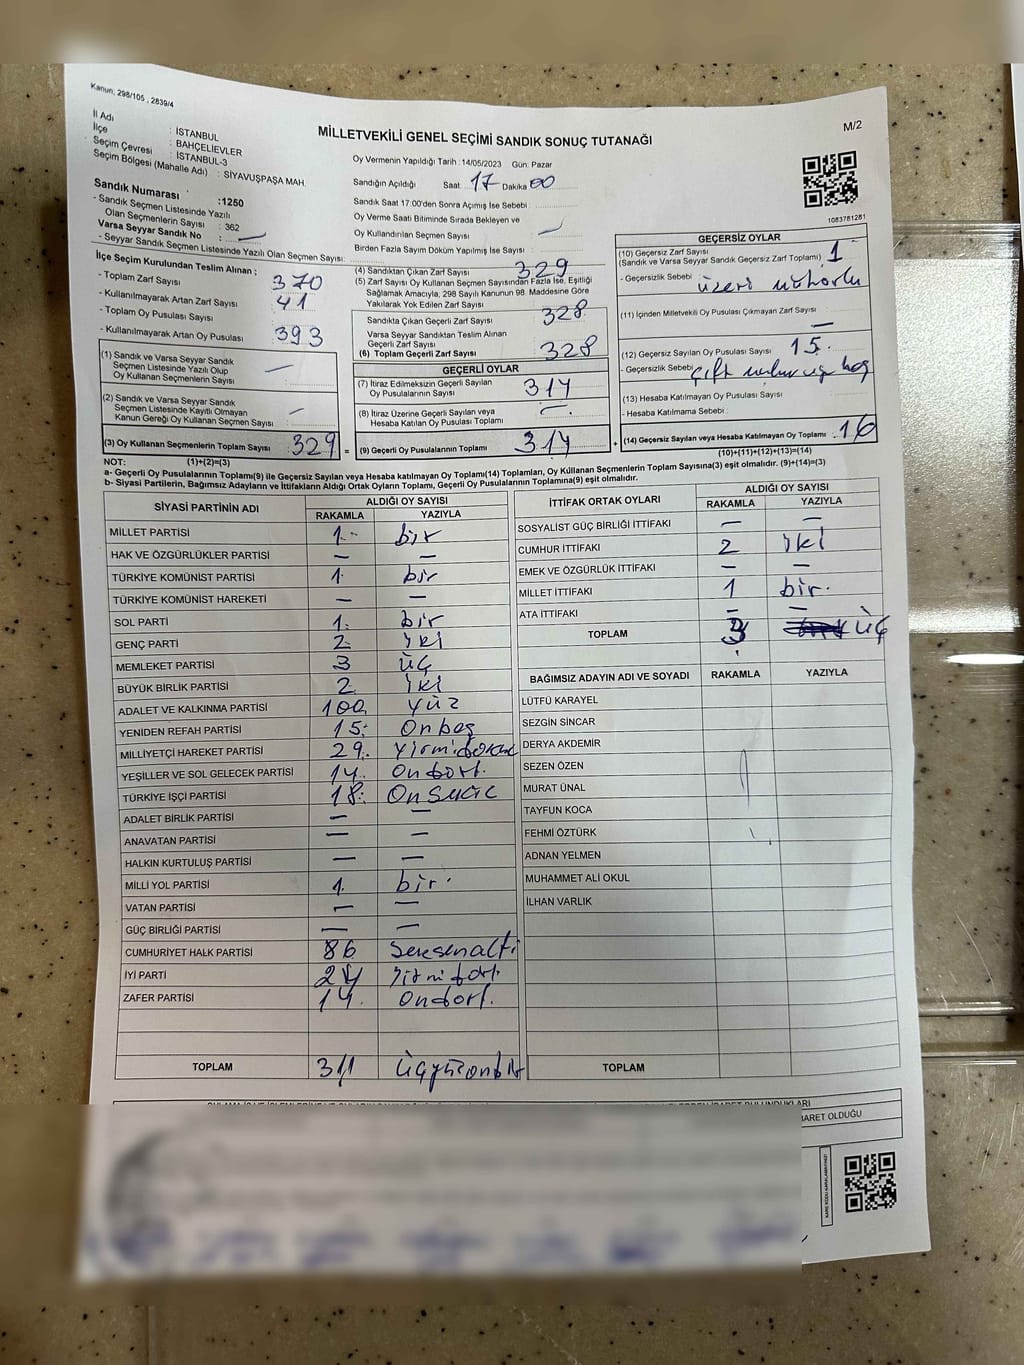 Kanun; 298/105 , 2839/4
M/2
MİLLETVEKİLİ GENEL SEÇİMİ SANDIK SONUÇ TUTANAĞI
İl Adı : İSTANBUL
İlçe : BAHÇELİEVLER
Seçim Çevresi : İSTANBUL-3
Seçim Bölgesi (Mahalle Adı) : SİYAVUŞPAŞA MAH.
Sandık Numarası :1250
- Sandık Seçmen Listesinde Yazılı
Olan Seçmenlerin Sayısı : 362
Varsa Seyyar Sandık No : —
- Seyyar Sandık Seçmen Listesinde Yazılı Olan Seçmen Sayısı:
Oy Vermenin Yapıldığı Tarih :14/05/2023 Gün: Pazar
Sandığın Açıldığı Saat: 17 Dakika 00
Sandık Saat 17.00'den Sonra Açımış İse Sebebi :
Oy Verme Saati Bitiminde Sırada Bekleyen ve
Oy Kullandırılan Seçmen Sayısı : —
Birden Fazla Sayım Döküm Yapılmış İse Sayısı :
1083781281
İlçe Seçim Kurulundan Teslim Alınan ;
- Toplam Zarf Sayısı : 370
- Kullanılmayarak Artan Zarf Sayısı : 41
- Toplam Oy Pusulası Sayısı :
- Kullanılmayarak Artan Oy Pusulası : 393
(1) Sandık ve Varsa Seyyar Sandık
Seçmen Listesinde Yazılı Olup
Oy Kullanan Seçmenlerin Sayısı : —
(2) Sandık ve Varsa Seyyar Sandık
Seçmen Listesinde Kayıtlı Olmayan
Kanun Gereği Oy Kullanan Seçmen Sayısı : —
(3) Oy Kullanan Seçmenlerin Toplam Sayısı : 329 =
(1)+(2)=(3)
(4) Sandıktan Çıkan Zarf Sayısı : 329
(5) Zarf Sayısı Oy Kullanan Seçmen Sayısından Fazla İse, Eşitliği
Sağlamak Amacıyla, 298 Sayılı Kanunun 98. Maddesine Göre
Yakılarak Yok Edilen Zarf Sayısı :
Sandıkta Çıkan Geçerli Zarf Sayısı : 328
Varsa Seyyar Sandıktan Teslim Alınan
Geçerli Zarf Sayısı :
(6) Toplam Geçerli Zarf Sayısı : 328
GEÇERLİ OYLAR
(7) İtiraz Edilmeksizin Geçerli Sayılan
Oy Pusulalarının Sayısı : 314
(8) İtiraz Üzerine Geçerli Sayılan veya
Hesaba Katılan Oy Pusulası Toplamı : —
(9) Geçerli Oy Pusulalarının Toplamı : 314 +
GEÇERSİZ OYLAR
(10) Geçersiz Zarf Sayısı
(Sandık ve Varsa Seyyar Sandık Geçersiz Zarf Toplamı) : 1
- Geçersizlik Sebebi : üzeri mühürlü
(11) İçinden Milletvekili Oy Pusulası Çıkmayan Zarf Sayısı : —
(12) Geçersiz Sayılan Oy Pusulası Sayısı : 15
- Geçersizlik Sebebi : çift
(13) Hesaba Katılmayan Oy Pusulası Sayısı :
- Hesaba Katılmama Sebebi :
(14) Geçersiz Sayılan veya Hesaba Katılmayan Oy Toplamı : 16
(10)+(11)+(12)+(13)=(14)
NOT:
a- Geçerli Oy Pusulalarının Toplamı(9) ile Geçersiz Sayılan veya Hesaba Katılmayan Oy Toplamı(14) Toplamları, Oy Kullanan Seçmenlerin Toplam Sayısına(3) eşit olmalıdır. (9)+(14)=(3)
b- Siyasi Partilerin, Bağımsız Adayların ve İttifakların Aldığı Ortak Oyların Toplamı, Geçerli Oy Pusulalarının Toplamına(9) eşit olmalıdır.
SİYASİ PARTİNİN ADI ALDIĞI OY SAYISI
RAKAMLA YAZIYLA
MİLLET PARTİSİ 1 bir
HAK VE ÖZGÜRLÜKLER PARTİSİ — —
TÜRKİYE KOMÜNİST PARTİSİ 1 bir
TÜRKİYE KOMÜNİST HAREKETİ — —
SOL PARTİ 1 bir
GENÇ PARTİ 2 iki
MEMLEKET PARTİSİ 3 üç
BÜYÜK BİRLİK PARTİSİ 2 iki
ADALET VE KALKINMA PARTİSİ 100 yüz
YENİDEN REFAH PARTİSİ 15 Onbeş
MİLLİYETÇİ HAREKET PARTİSİ 29 yirmidokuz
YEŞİLLER VE SOL GELECEK PARTİSİ 14 Ondört.
TÜRKİYE İŞÇİ PARTİSİ 18 Onsekiz
ADALET BİRLİK PARTİSİ — —
ANAVATAN PARTİSİ — —
HALKIN KURTULUŞ PARTİSİ — —
MİLLİ YOL PARTİSİ 1 bir
VATAN PARTİSİ — —
GÜÇ BİRLİĞİ PARTİSİ — —
CUMHURİYET HALK PARTİSİ 86 Seksenaltı
İYİ PARTİ 24 yirmidört.
ZAFER PARTİSİ 14 Ondört.
TOPLAM 311 üçyüzonbir
İTTİFAK ORTAK OYLARI ALDIĞI OY SAYISI
RAKAMLA YAZIYLA
SOSYALİST GÜÇ BİRLİĞİ İTTİFAKI — —
CUMHUR İTTİFAKI 2 iki
EMEK VE ÖZGÜRLÜK İTTİFAKI — —
MİLLET İTTİFAKI 1 bir.
ATA İTTİFAKI — —
TOPLAM 3 üç
BAĞIMSIZ ADAYIN ADI VE SOYADI RAKAMLA YAZIYLA
LÜTFÜ KARAYEL
SEZGİN SİNCAR
DERYA AKDEMİR
SEZEN ÖZEN
MURAT ÜNAL
TAYFUN KOCA
FEHMİ ÖZTÜRK
ADNAN YELMEN
MUHAMMET ALİ OKUL
İLHAN VARLIK
TOPLAM
BARET OLDUĞU